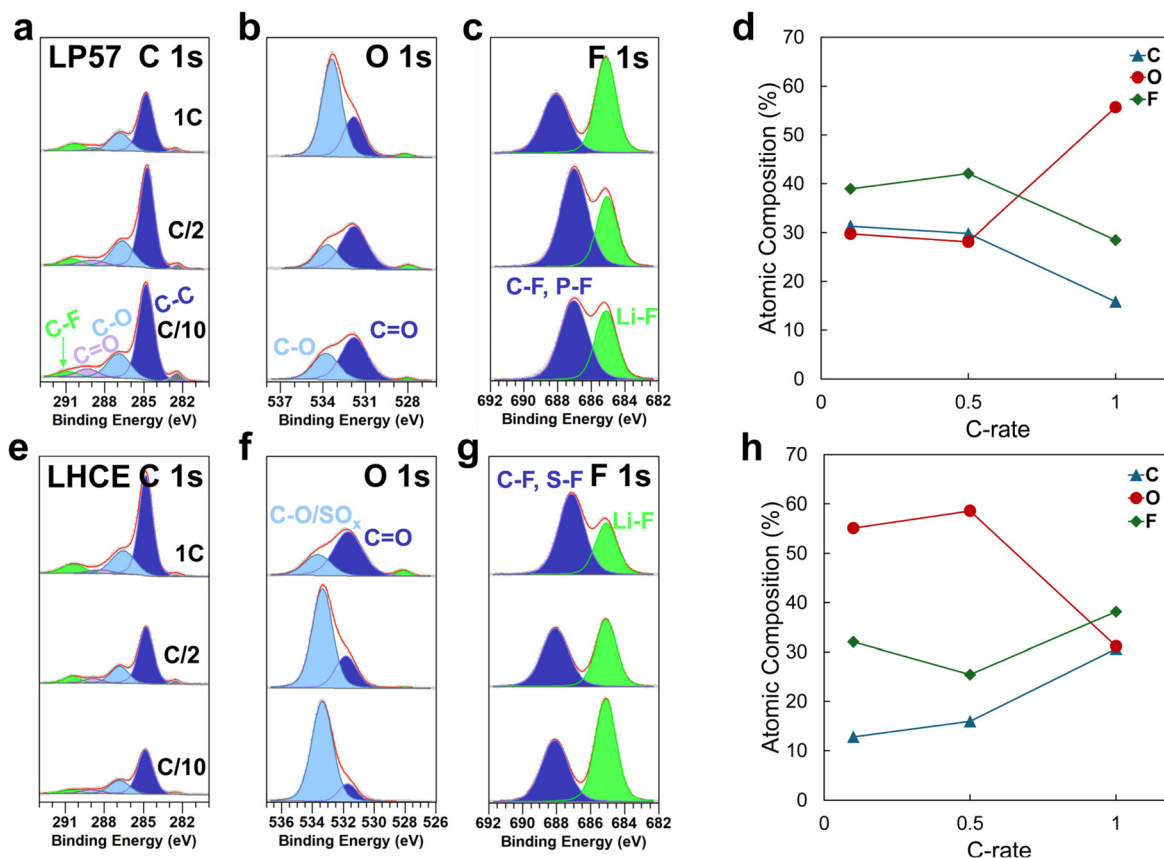 a
LP57 C 1s
1C
C/2
C-F
C=O
C-O
C-C
C/10
291 288 285 282
Binding Energy (eV)
b
O 1s
C-O
C=O
537 534 531 528
Binding Energy (eV)
c
F 1s
C-F, P-F
Li-F
692 690 688 686 684 682
Binding Energy (eV)
d
C
O
F
Atomic Composition (%)
70
60
50
40
30
20
10
0
0 0.5 1
C-rate
e
LHCE C 1s
1C
C/2
C/10
291 288 285 282
Binding Energy (eV)
f
O 1s
C-O/SOx
C=O
536 534 532 530 528 526
Binding Energy (eV)
g
F 1s
C-F, S-F
Li-F
692 690 688 686 684 682
Binding Energy (eV)
h
C
O
F
Atomic Composition (%)
70
60
50
40
30
20
10
0
0 0.5 1
C-rate